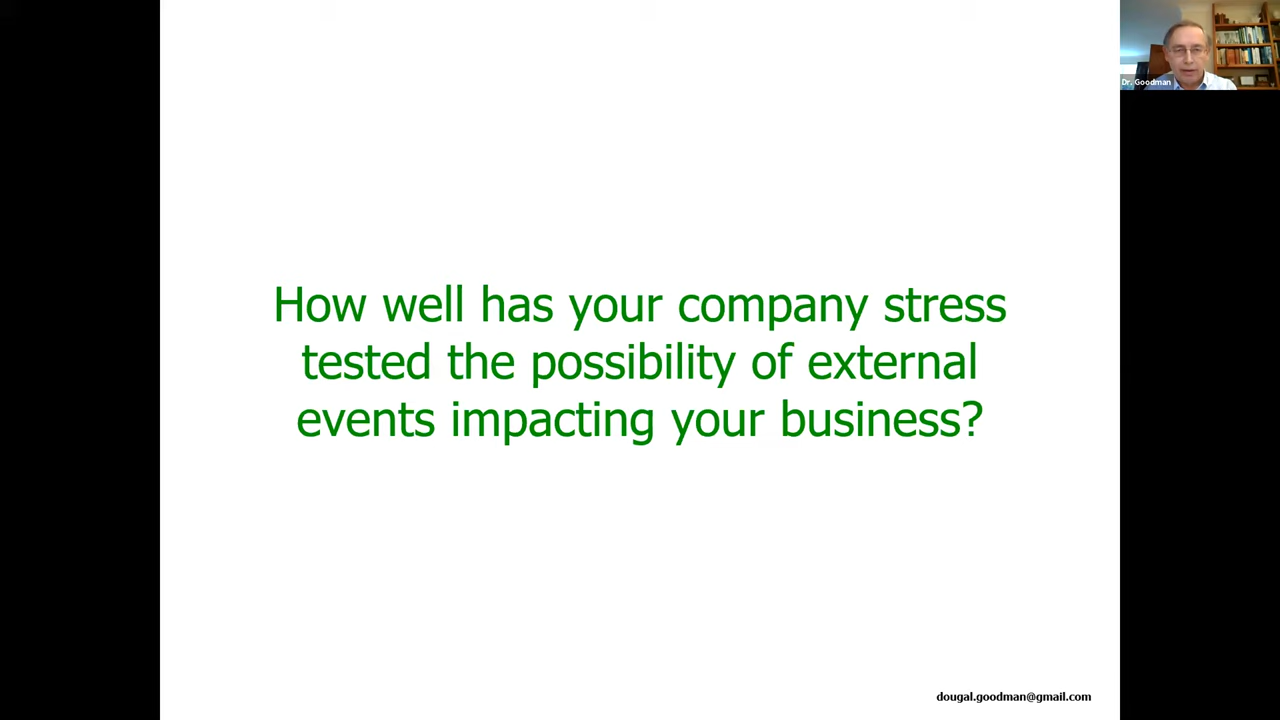 Dr. Goodman
How well has your company stress
tested the possibility of external
events impacting your business?
dougal.goodman@gmail.com